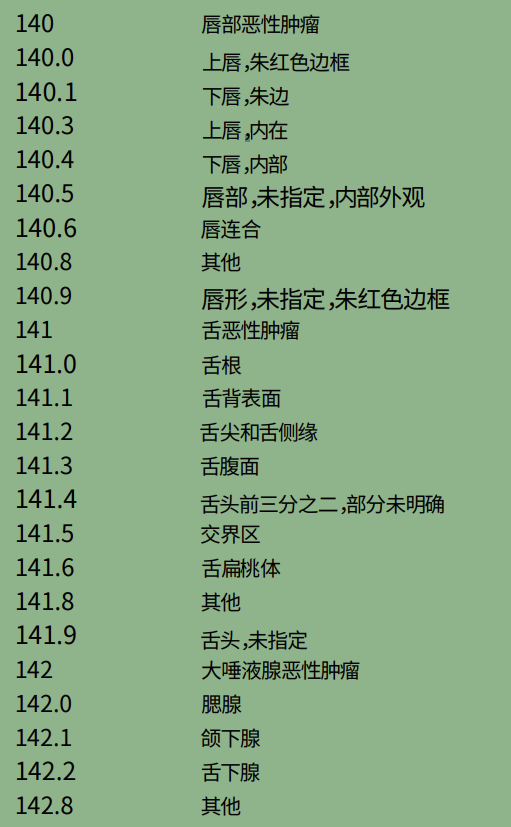 140 唇部恶性肿瘤
140.0 上唇,朱红色边框
140.1 下唇,朱边
140.3 上唇,内在
140.4 下唇,内部
140.5 唇部,未指定,内部外观
140.6 唇连合
140.8 其他
140.9 唇形,未指定,朱红色边框
141 舌恶性肿瘤
141.0 舌根
141.1 舌背表面
141.2 舌尖和舌侧缘
141.3 舌腹面
141.4 舌头前三分之二,部分未明确
141.5 交界区
141.6 舌扁桃体
141.8 其他
141.9 舌头,未指定
142 大唾液腺恶性肿瘤
142.0 腮腺
142.1 颌下腺
142.2 舌下腺
142.8 其他